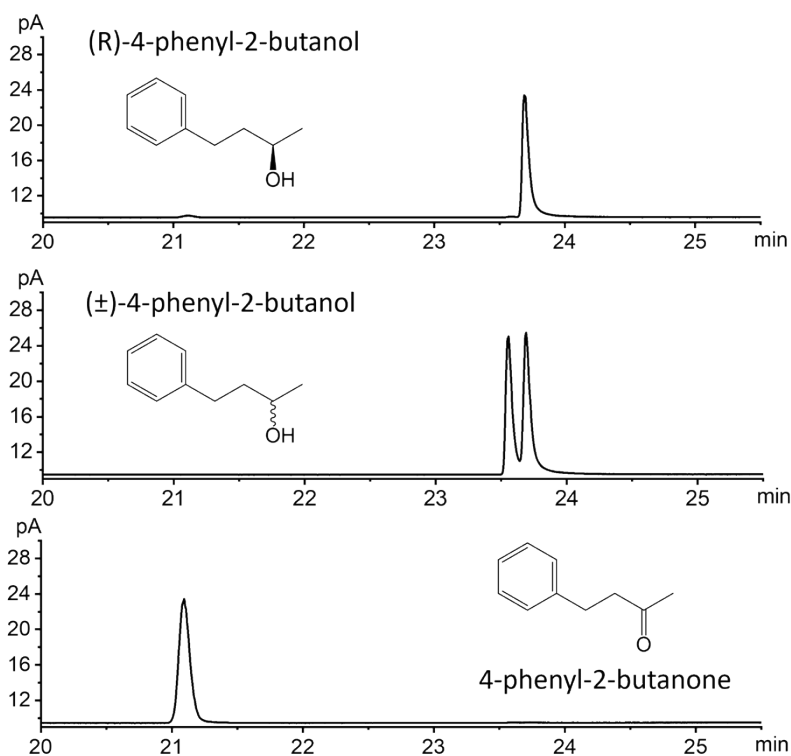 pA
(R)-4-phenyl-2-butanol
28
24
20
16
12
OH
20 21 22 23 24 25 min
pA
(±)-4-phenyl-2-butanol
28
24
20
16
12
OH
20 21 22 23 24 25 min
pA
28
24
20
16
12
O
4-phenyl-2-butanone
20 21 22 23 24 25 min